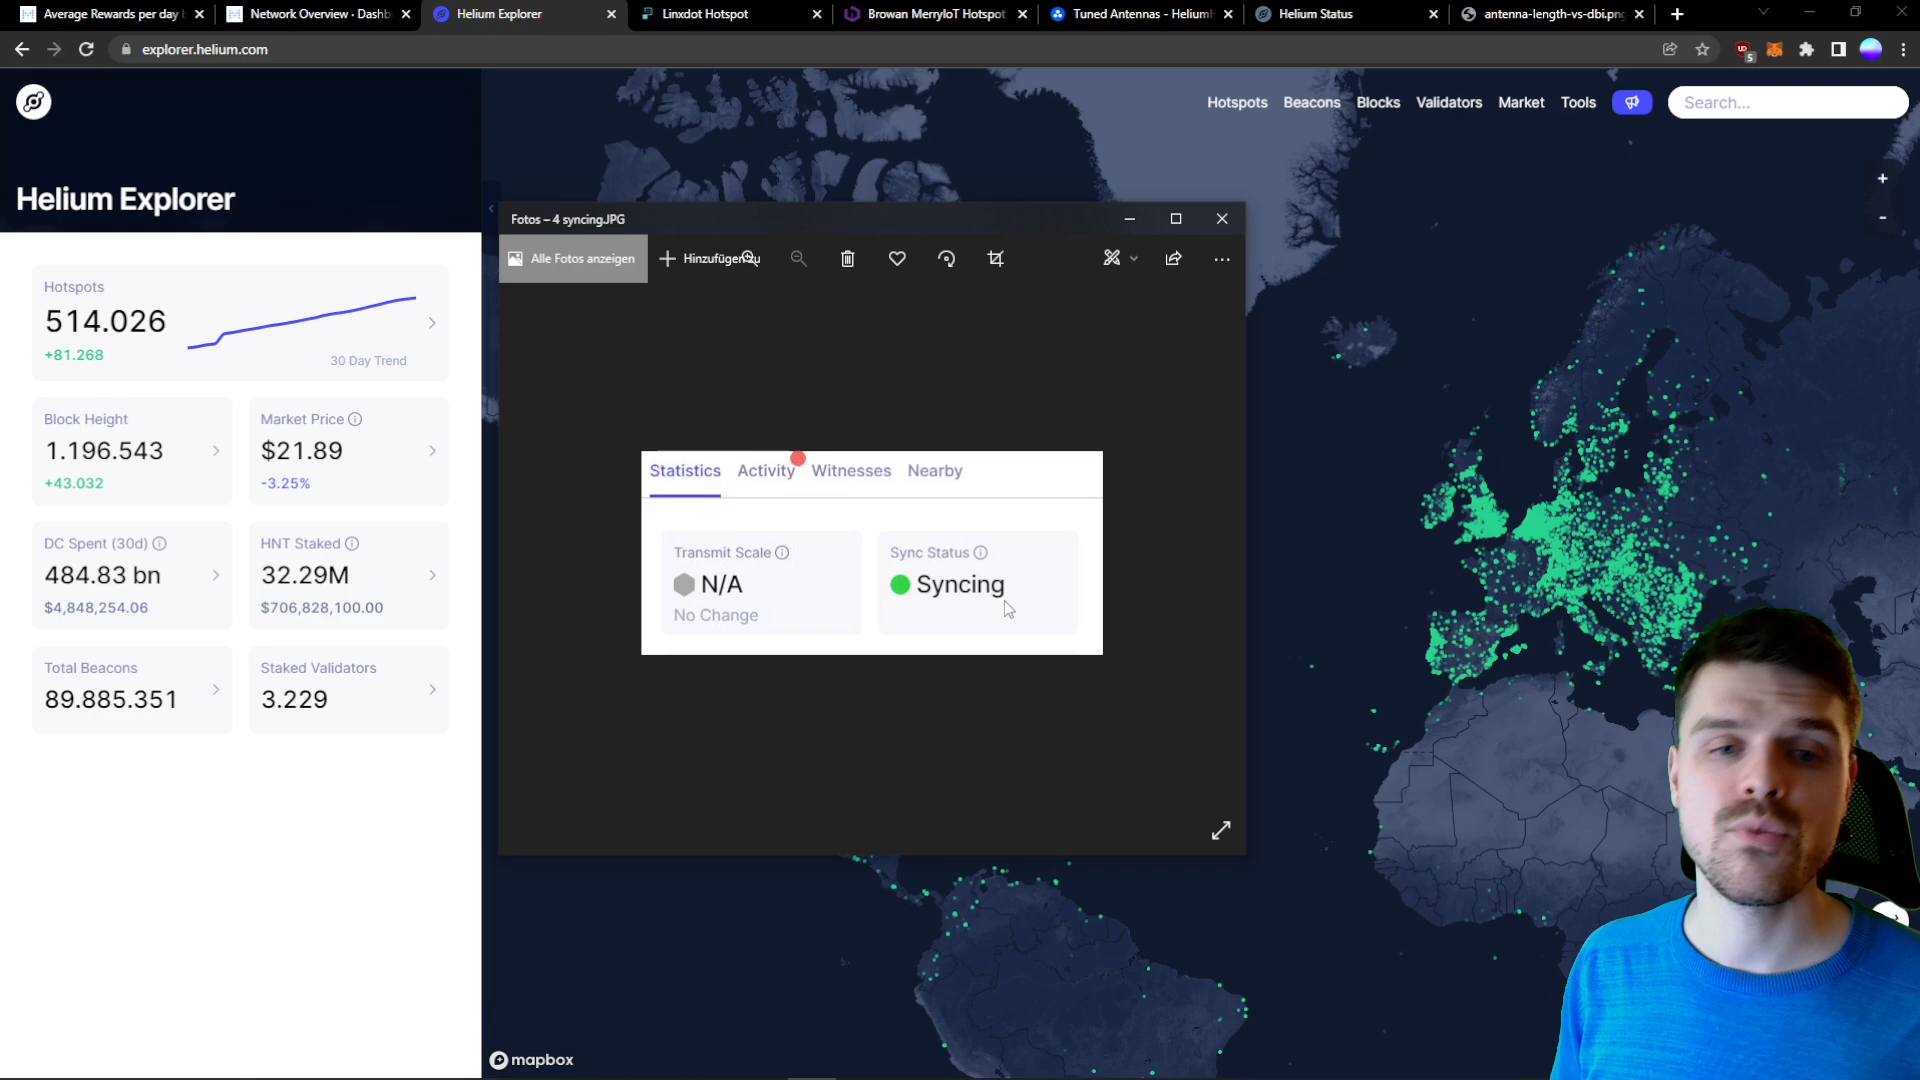 Average Rewards per day b
Network Overview · Dashb
Helium Explorer
Linxdot Hotspot
Browan MerryIoT Hotspot
Tuned Antennas - Heliumh
Helium Status
antenna-length-vs-dbi.png
explorer.helium.com
5
Hotspots Beacons Blocks Validators Market Tools
Search...
Helium Explorer
Hotspots
514.026
+81.268
30 Day Trend
Block Height
1.196.543
+43.032
Market Price
$21.89
-3.25%
DC Spent (30d)
484.83 bn
$4,848,254.06
HNT Staked
32.29M
$706,828,100.00
Total Beacons
89.885.351
Staked Validators
3.229
Fotos – 4 syncing.JPG
Alle Fotos anzeigen
Hinzufügen zu
Statistics Activity Witnesses Nearby
Transmit Scale
N/A
No Change
Sync Status
Syncing
mapbox